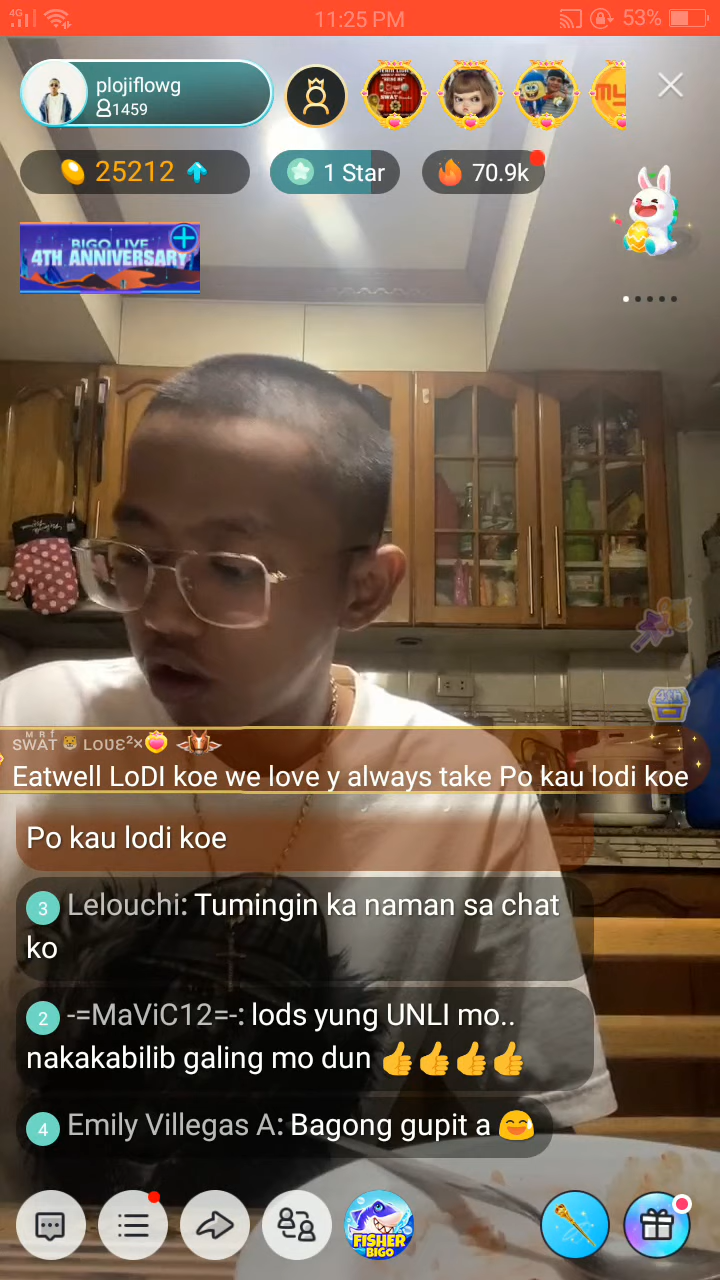 4G
11:25 PM
53%
plojiflowg
1459
25212
1 Star
70.9k
BIGO LIVE
4TH ANNIVERSARY
SWAT LOUE²×
Eatwell LoDI koe we love y always take Po kau lodi koe
Po kau lodi koe
3 Lelouchi: Tumingin ka naman sa chat
ko
2 -=MaViC12=-: lods yung UNLI mo..
nakakabilib galing mo dun 👍👍👍👍
4 Emily Villegas A: Bagong gupit a 😅
FISHER
BIGO